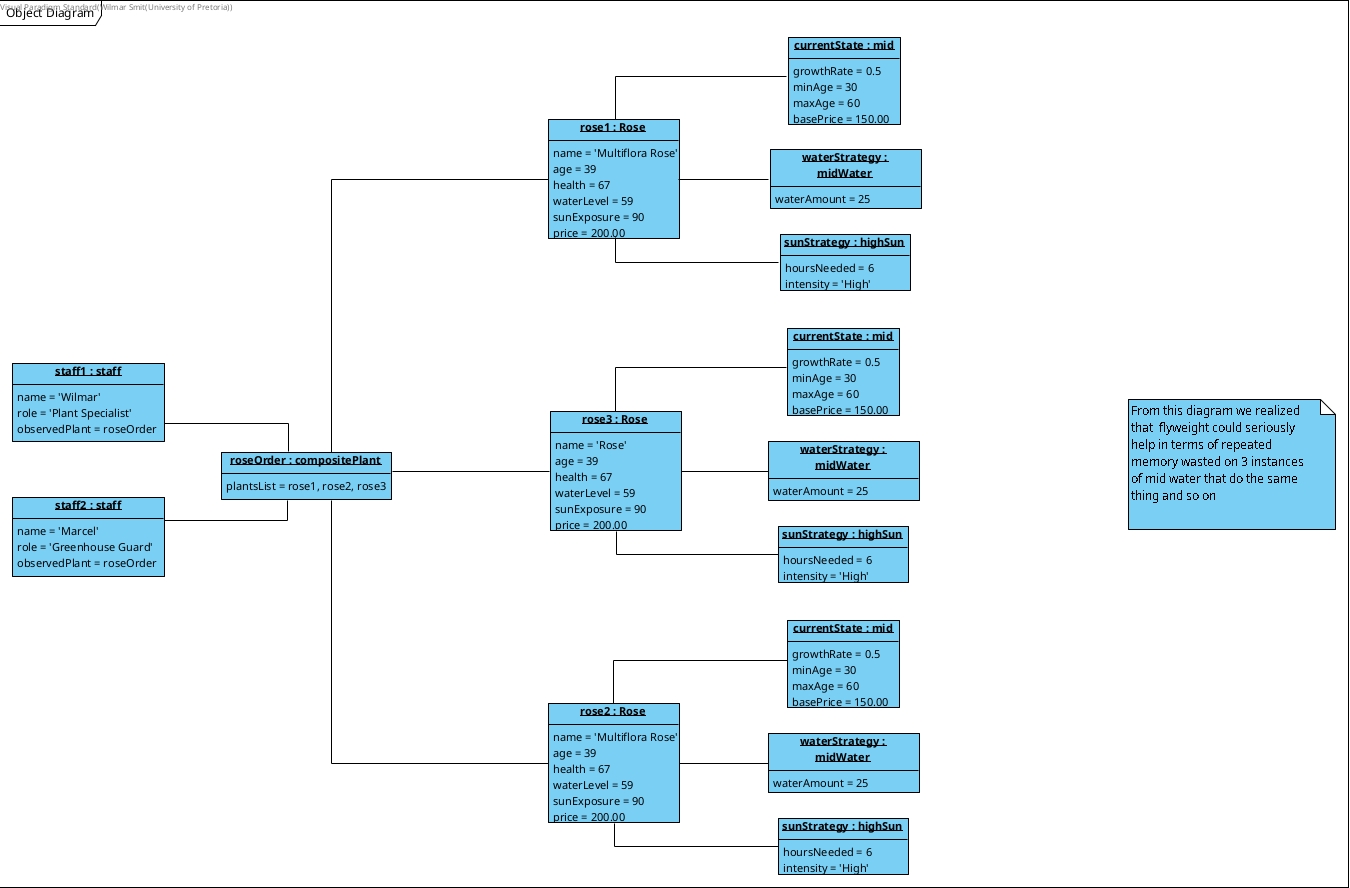 Visual Paradigm Standard(Wilmar Smit(University of Pretoria))
Object Diagram
currentState : mid
growthRate = 0.5
minAge = 30
maxAge = 60
basePrice = 150.00
rose1 : Rose
name = 'Multiflora Rose'
age = 39
health = 67
waterLevel = 59
sunExposure = 90
price = 200.00
waterStrategy :
midWater
waterAmount = 25
sunStrategy : highSun
hoursNeeded = 6
intensity = 'High'
staff1 : staff
name = 'Wilmar'
role = 'Plant Specialist'
observedPlant = roseOrder
staff2 : staff
name = 'Marcel'
role = 'Greenhouse Guard'
observedPlant = roseOrder
roseOrder : compositePlant
plantsList = rose1, rose2, rose3
currentState : mid
growthRate = 0.5
minAge = 30
maxAge = 60
basePrice = 150.00
rose3 : Rose
name = 'Rose'
age = 39
health = 67
waterLevel = 59
sunExposure = 90
price = 200.00
waterStrategy :
midWater
waterAmount = 25
sunStrategy : highSun
hoursNeeded = 6
intensity = 'High'
From this diagram we realized
that flyweight could seriously
help in terms of repeated
memory wasted on 3 instances
of mid water that do the same
thing and so on
currentState : mid
growthRate = 0.5
minAge = 30
maxAge = 60
basePrice = 150.00
rose2 : Rose
name = 'Multiflora Rose'
age = 39
health = 67
waterLevel = 59
sunExposure = 90
price = 200.00
waterStrategy :
midWater
waterAmount = 25
sunStrategy : highSun
hoursNeeded = 6
intensity = 'High'